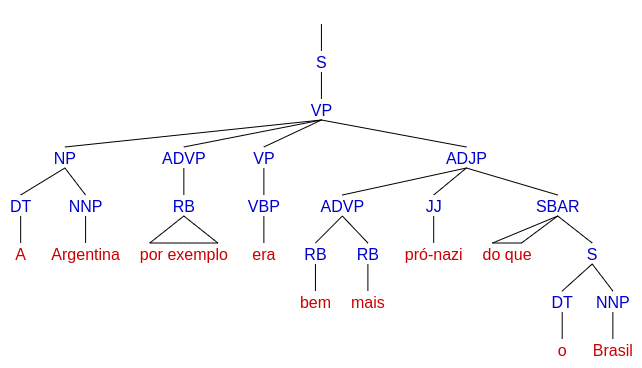 S
VP
NP ADVP VP ADJP
DT NNP RB VBP ADVP JJ SBAR
A Argentina por exemplo era RB RB pró-nazi do que S
bem mais DT NNP
o Brasil